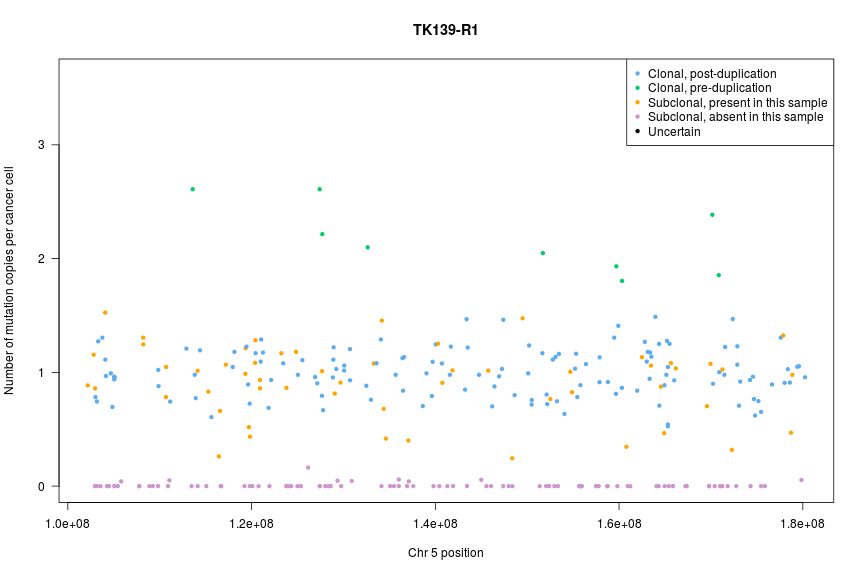 TK139-R1
Clonal, post-duplication
Clonal, pre-duplication
Subclonal, present in this sample
Subclonal, absent in this sample
Uncertain
Number of mutation copies per cancer cell
3
2
1
0
1.0e+08 1.2e+08 1.4e+08 1.6e+08 1.8e+08
Chr 5 position